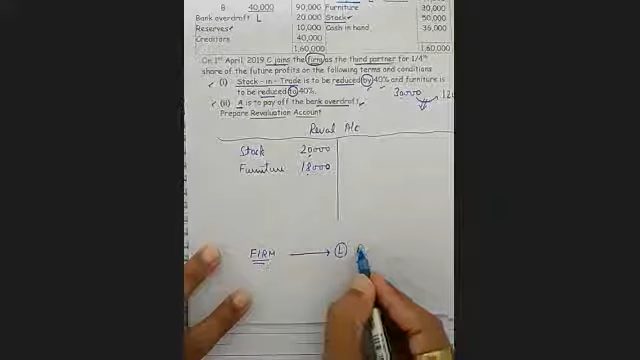 B 40,000 90,000 Furniture 30,000
Bank overdraft L 20,000 Stock 50,000
Reserves 10,000 Cash in hand 36,000
Creditors 40,000
1,60,000 1,60,000
On 1st April, 2019 C joins the firm as the third partner for 1/4th
share of the future profits on the following terms and conditions
(i) Stock - in - Trade is to be reduced by 40% and furniture is
to be reduced to 40%. 30000
(ii) A is to pay off the bank overdraft.
Prepare Revaluation Account
Reval A/c
Stock 20000
Furniture 18000
FIRM → L